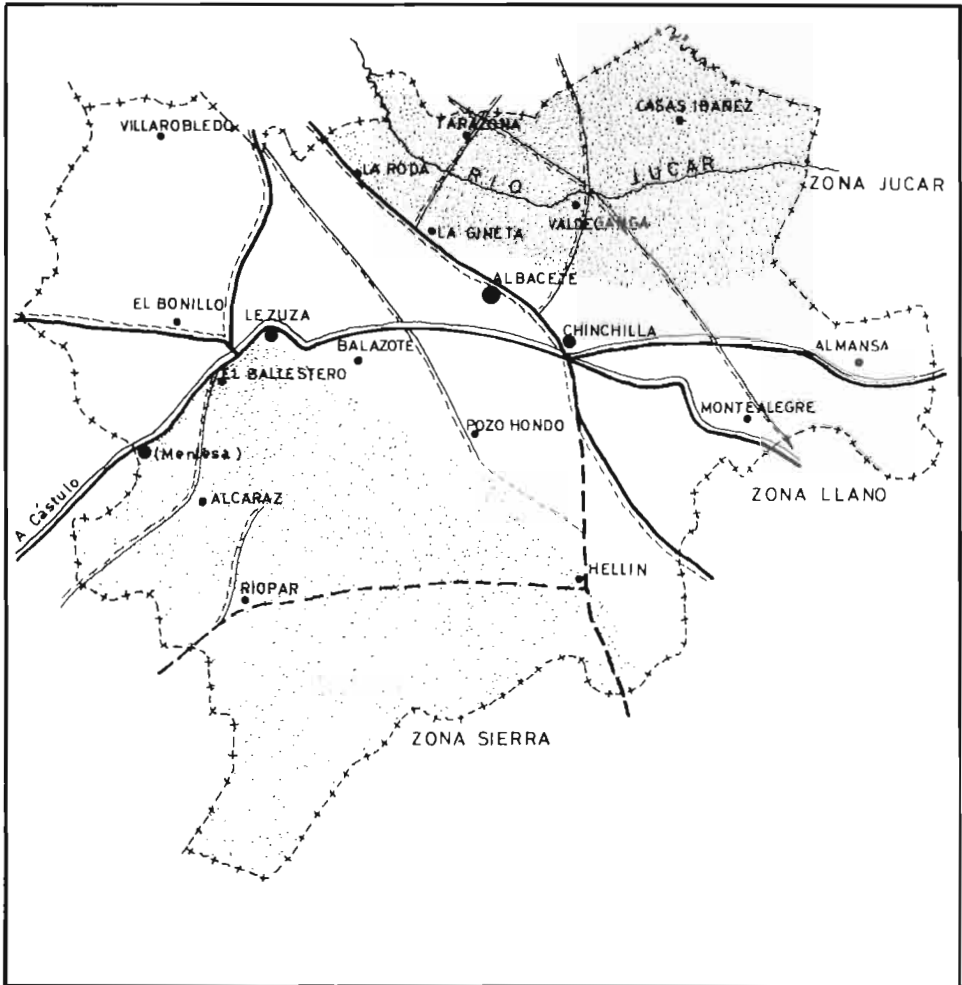 VILLAROBLEDO
TARAZONA
CASAS IBAÑEZ
LA RODA
RIO JUCAR
ZONA JUCAR
VALDEGANGA
LA GINETA
ALBACETE
EL BONILLO
LEZUZA
CHINCHILLA
BALAZOTE
ALMANSA
EL BALLESTERO
MONTEALEGRE
POZO HONDO
(Mentesa)
A Cástulo
ALCARAZ
ZONA LLANO
HELLIN
RIOPAR
ZONA SIERRA